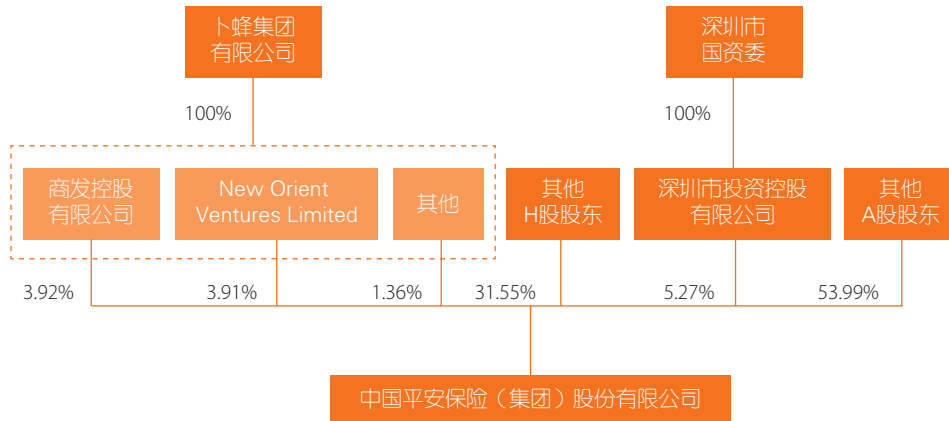 卜蜂集团
有限公司
深圳市
国资委
100%
100%
商发控股
有限公司
New Orient
Ventures Limited
其他
其他
H股股东
深圳市投资控股
有限公司
其他
A股股东
3.92%
3.91%
1.36%
31.55%
5.27%
53.99%
中国平安保险（集团）股份有限公司